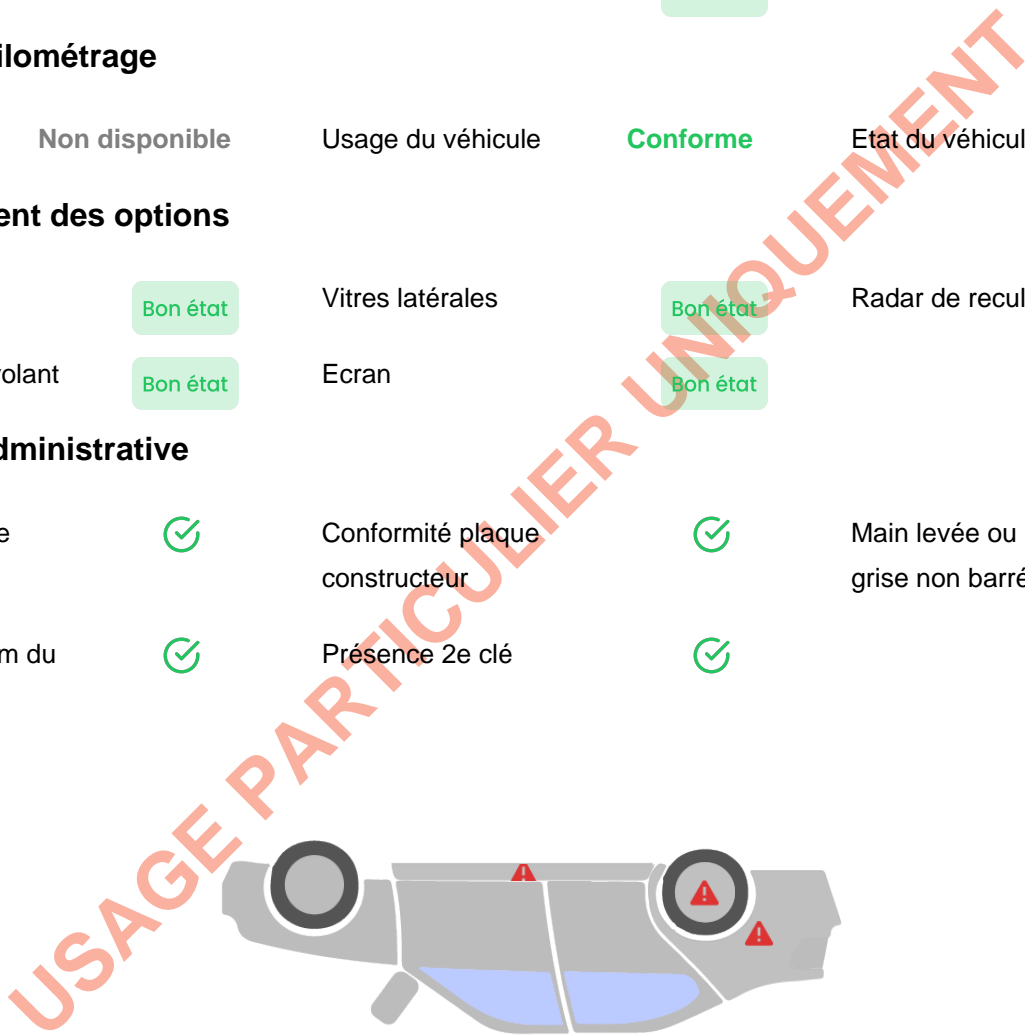 ilométrage
Non disponible Usage du véhicule Conforme Etat du véhicul
ent des options
Bon état Vitres latérales Bon état Radar de recul
olant Bon état Ecran Bon état
dministrative
e Conformité plaque Main levée ou
constructeur grise non barré
m du Présence 2e clé
USAGE PARTICULIER UNIQUEMENT